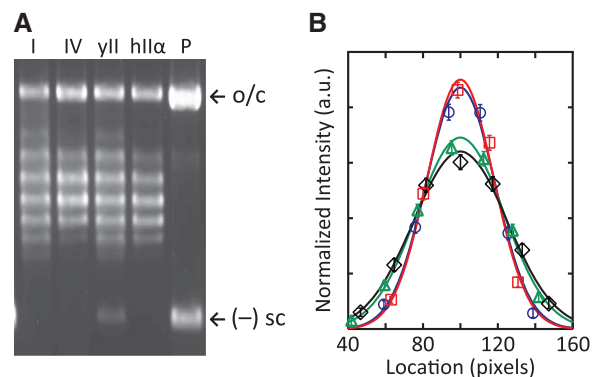 A
I IV yII hIIα P
← o/c
← (−) sc
B
Normalized Intensity (a.u.)
40 80 120 160
Location (pixels)